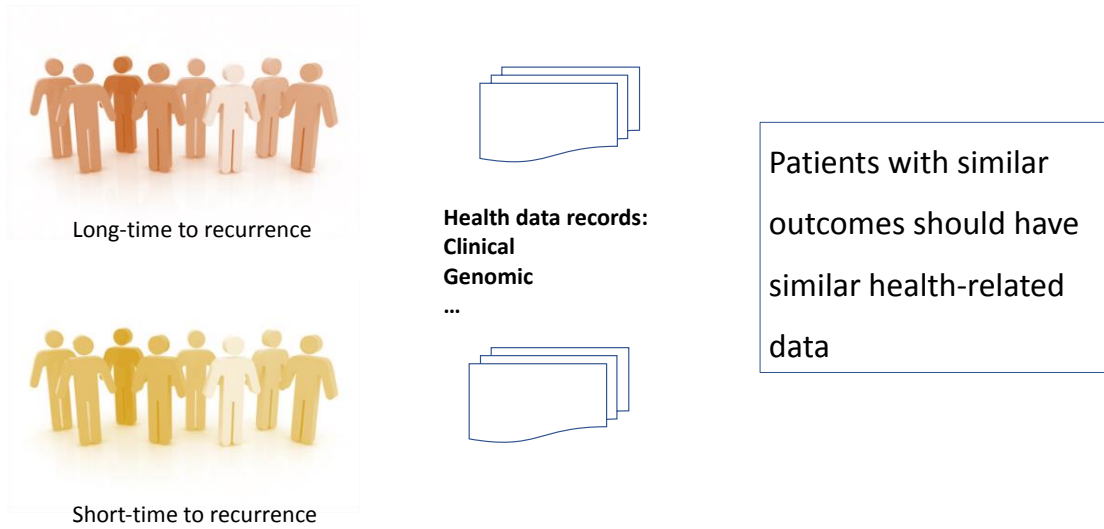 Long-time to recurrence
Health data records:
Clinical
Genomic
...
Patients with similar
outcomes should have
similar health-related
data
Short-time to recurrence